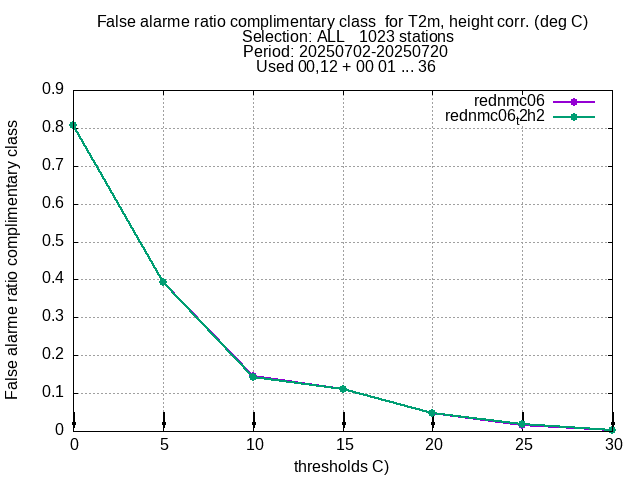 False alarme ratio complimentary class  for T2m, height corr. (deg C)
Selection: ALL   1023 stations
Period: 20250702-20250720
Used 00,12 + 00 01 ... 36
rednmc06
rednmc06t2h2
False alarme ratio complimentary class
0.9
0.8
0.7
0.6
0.5
0.4
0.3
0.2
0.1
0
0 5 10 15 20 25 30
thresholds C)